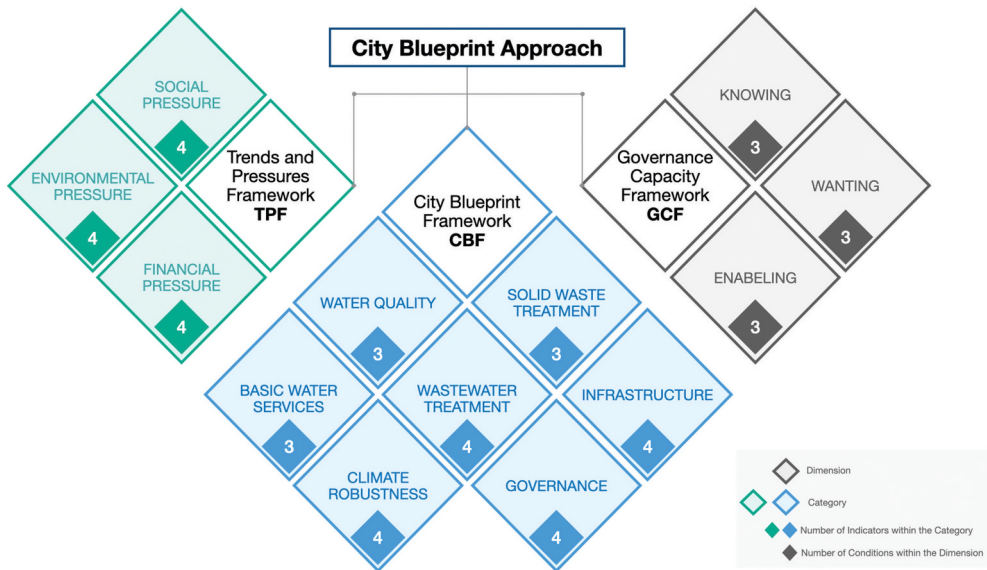 City Blueprint Approach
SOCIAL
PRESSURE
4
ENVIRONMENTAL
PRESSURE
4
Trends and
Pressures
Framework
TPF
FINANCIAL
PRESSURE
4
City Blueprint
Framework
CBF
WATER QUALITY
3
SOLID WASTE
TREATMENT
3
BASIC WATER
SERVICES
3
WASTEWATER
TREATMENT
4
INFRASTRUCTURE
4
CLIMATE
ROBUSTNESS
4
GOVERNANCE
4
KNOWING
3
Governance
Capacity
Framework
GCF
WANTING
3
ENABELING
3
Dimension
Category
Number of Indicators within the Category
Number of Conditions within the Dimension